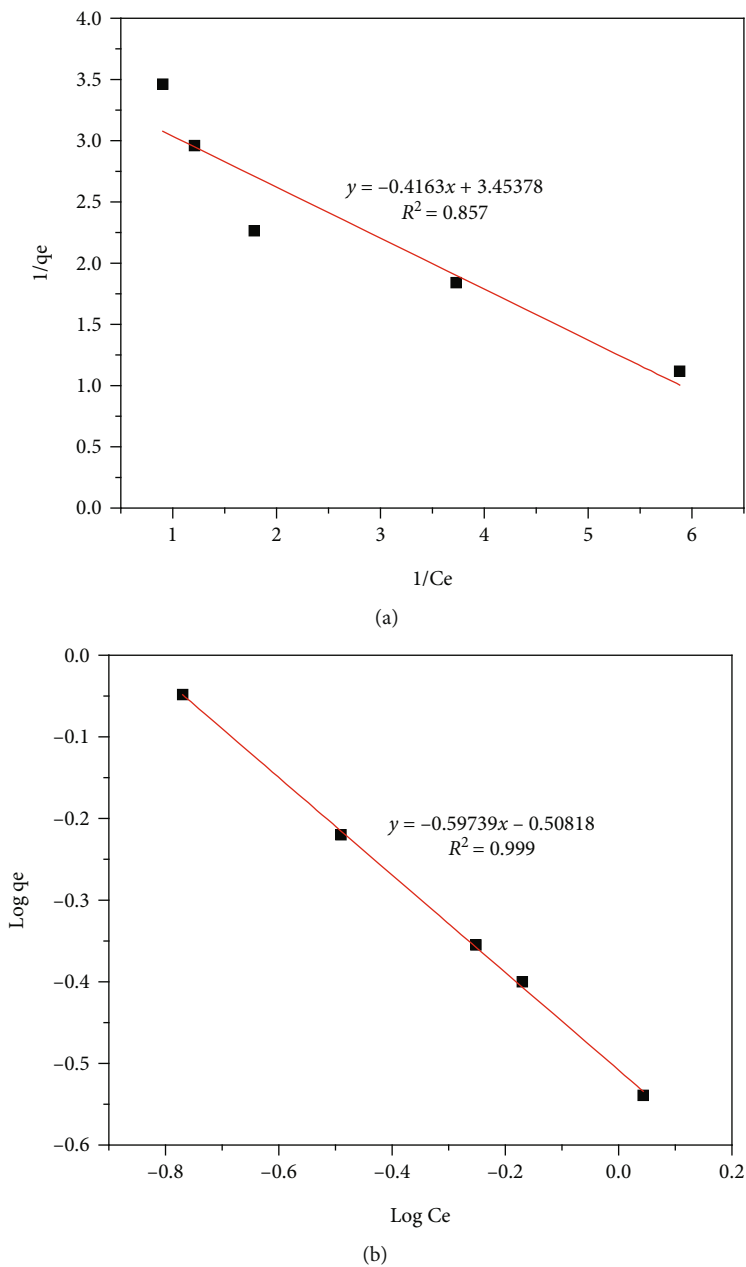 4.0
3.5
3.0
2.5
2.0
1.5
1.0
0.5
0.0
1/qe
y = –0.4163x + 3.45378
R² = 0.857
1 2 3 4 5 6
1/Ce
(a)
0.0
–0.1
–0.2
–0.3
–0.4
–0.5
–0.6
Log qe
y = –0.59739x – 0.50818
R² = 0.999
–0.8 –0.6 –0.4 –0.2 0.0 0.2
Log Ce
(b)